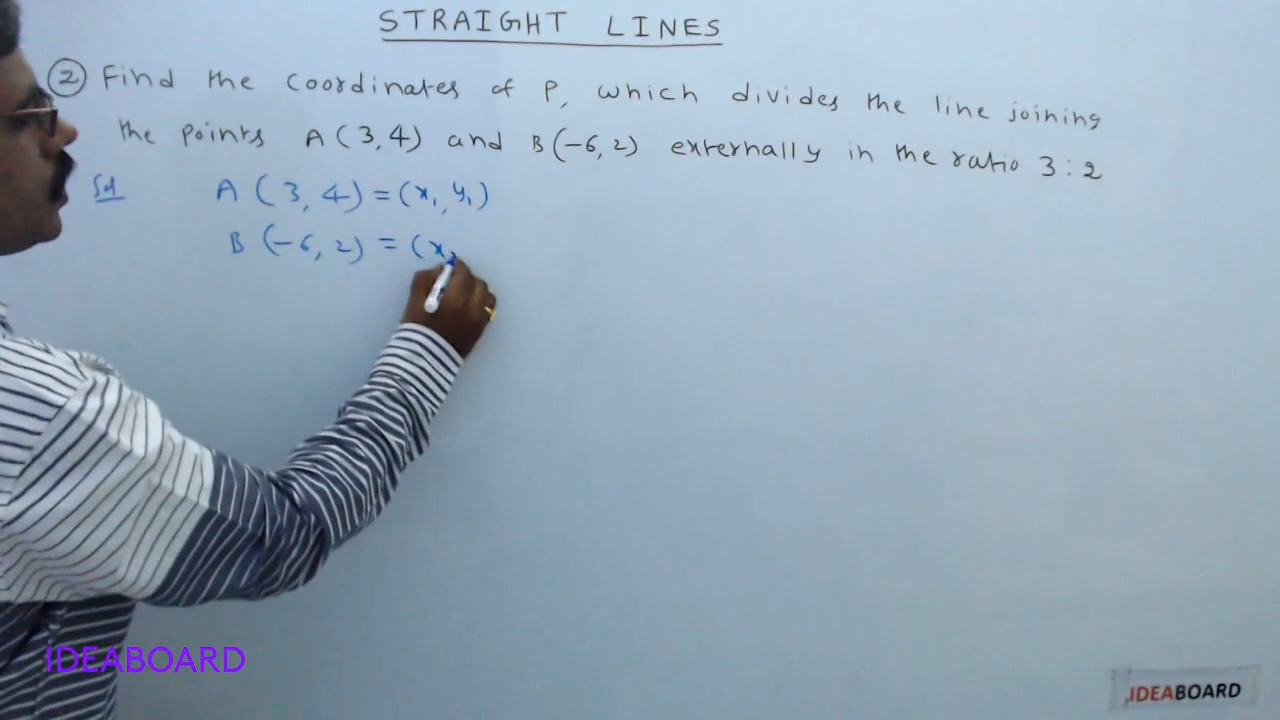 STRAIGHT LINES
② Find the coordinates of P, which divides the line joining
the points A(3,4) and B(-6,2) externally in the ratio 3:2
Sol A (3, 4) = (x₁, y₁)
B (-6, 2) = (x
IDEABOARD
IDEABOARD